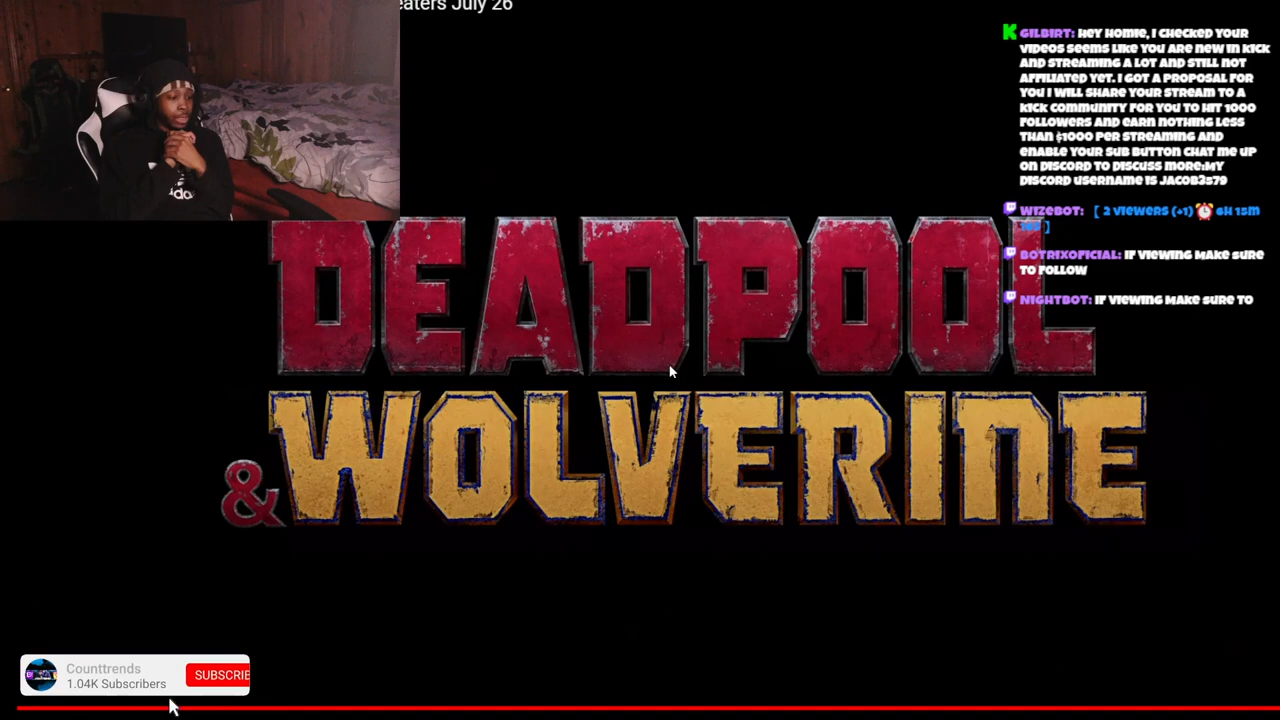 eaters July 26
GILBIRT: HEY HOMIE, I CHECKED YOUR
VIDEOS SEEMS LIKE YOU ARE NEW IN KICK
AND STREAMING A LOT AND STILL NOT
AFFILIATED YET. I GOT A PROPOSAL FOR
YOU I WILL SHARE YOUR STREAM TO A
KICK COMMUNITY FOR YOU TO HIT 1000
FOLLOWERS AND EARN NOTHING LESS
THAN $1000 PER STREAMING AND
ENABLE YOUR SUB BUTTON CHAT ME UP
ON DISCORD TO DISCUSS MORE:MY
DISCORD USERNAME IS JACOB3579
WIZEBOT: [ 2 VIEWERS (+1) ⏰ 6H 15M
]
BOTRIXOFICIAL: IF VIEWING MAKE SURE
TO FOLLOW
NIGHTBOT: IF VIEWING MAKE SURE TO
DEADPOOL
& WOLVERINE
Counttrends
1.04K Subscribers
SUBSCRIBE